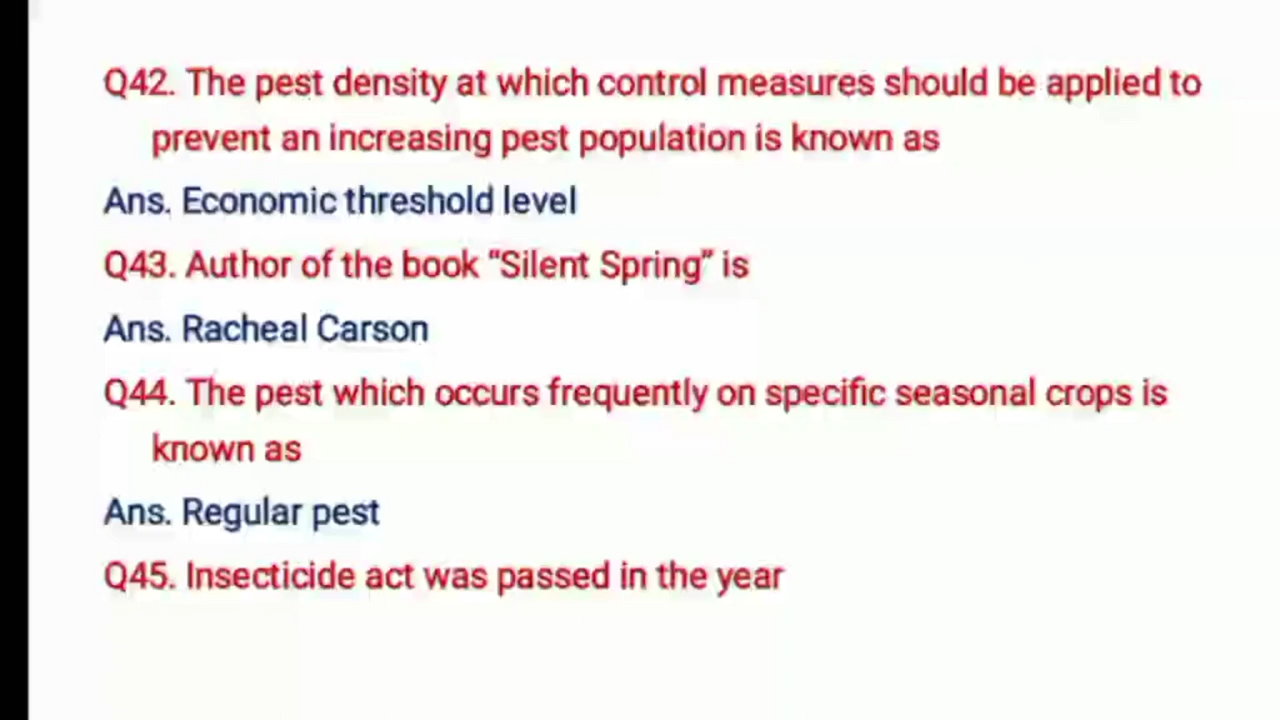 Q42. The pest density at which control measures should be applied to
prevent an increasing pest population is known as
Ans. Economic threshold level
Q43. Author of the book “Silent Spring” is
Ans. Racheal Carson
Q44. The pest which occurs frequently on specific seasonal crops is
known as
Ans. Regular pest
Q45. Insecticide act was passed in the year